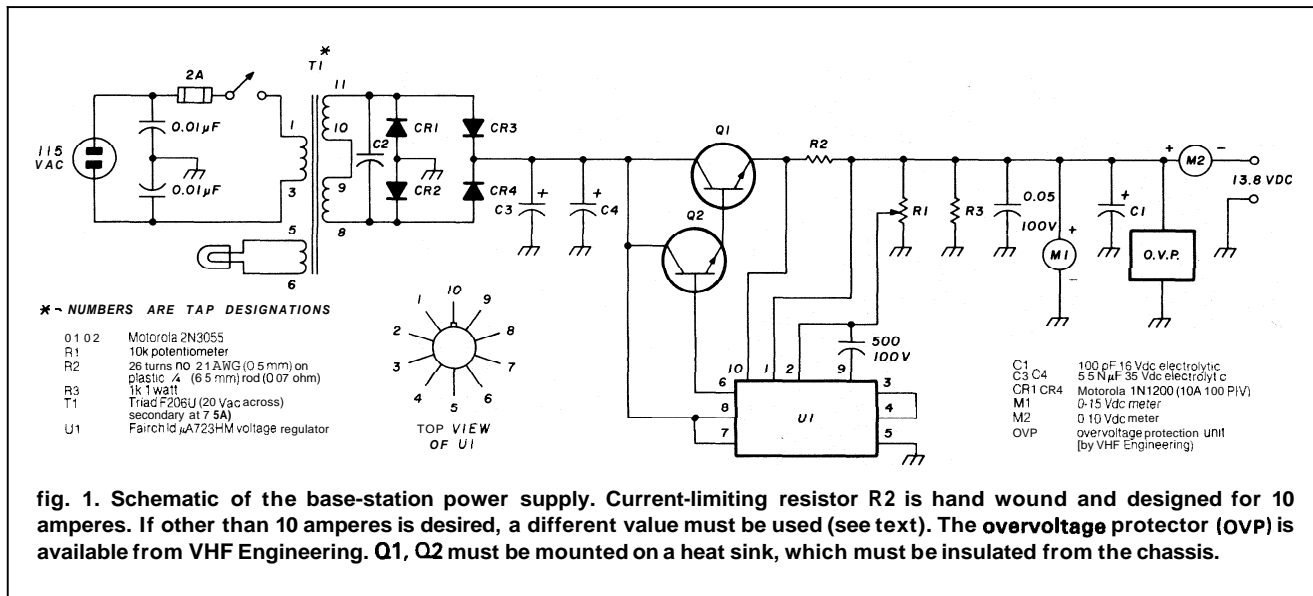 *
T1
2A
11
1
10
9
3
8
5
6
0.01µF
0.01µF
115
VAC
C2
CR1
CR2
CR3
CR4
+
C3
+
C4
Q1
Q2
R2
R1
R3
0.05
100V
+
M1
–
+
C1
O.V.P.
+ M2 –
13.8 VDC
500
100V
6 10 1 2 9 3
8 U1 4
7 5
* – NUMBERS ARE TAP DESIGNATIONS
0102 Motorola 2N3055
R1 10k potentiometer
R2 26 turns no 21 AWG (0 5 mm) on
plastic ¼ (6 5 mm) rod (0 07 ohm)
R3 1k 1 watt
T1 Triad F206U (20 Vac across)
secondary at 7 5A)
U1 Fairchild µA723HM voltage regulator
10
1 9
2 8
3 7
4 6
5
TOP VIEW
OF U1
C1 100 pF 16 Vdc electrolytic
C3 C4 55N µF 35 Vdc electrolyt c
CR1 CR4 Motorola 1N1200 (10A 100 PIV)
M1 0-15 Vdc meter
M2 0 10 Vdc meter
OVP overvoltage protection unit
[by VHF Engineering)
fig. 1. Schematic of the base-station power supply. Current-limiting resistor R2 is hand wound and designed for 10
amperes. If other than 10 amperes is desired, a different value must be used (see text). The overvoltage protector (OVP) is
available from VHF Engineering. Q1, Q2 must be mounted on a heat sink, which must be insulated from the chassis.